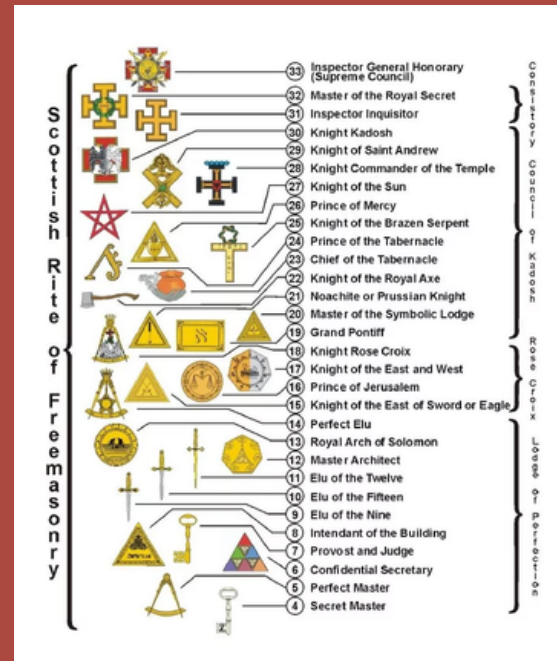 Scottish Rite of Freemasonry
33 Inspector General Honorary
(Supreme Council)
32 Master of the Royal Secret
31 Inspector Inquisitor
30 Knight Kadosh
29 Knight of Saint Andrew
28 Knight Commander of the Temple
27 Knight of the Sun
26 Prince of Mercy
25 Knight of the Brazen Serpent
24 Prince of the Tabernacle
23 Chief of the Tabernacle
22 Knight of the Royal Axe
21 Noachite or Prussian Knight
20 Master of the Symbolic Lodge
19 Grand Pontiff
18 Knight Rose Croix
17 Knight of the East and West
16 Prince of Jerusalem
15 Knight of the East of Sword or Eagle
14 Perfect Elu
13 Royal Arch of Solomon
12 Master Architect
11 Elu of the Twelve
10 Elu of the Fifteen
9 Elu of the Nine
8 Intendant of the Building
7 Provost and Judge
6 Confidential Secretary
5 Perfect Master
4 Secret Master
Consistory
Council of Kadosh
Rose Croix
Lodge of Perfection